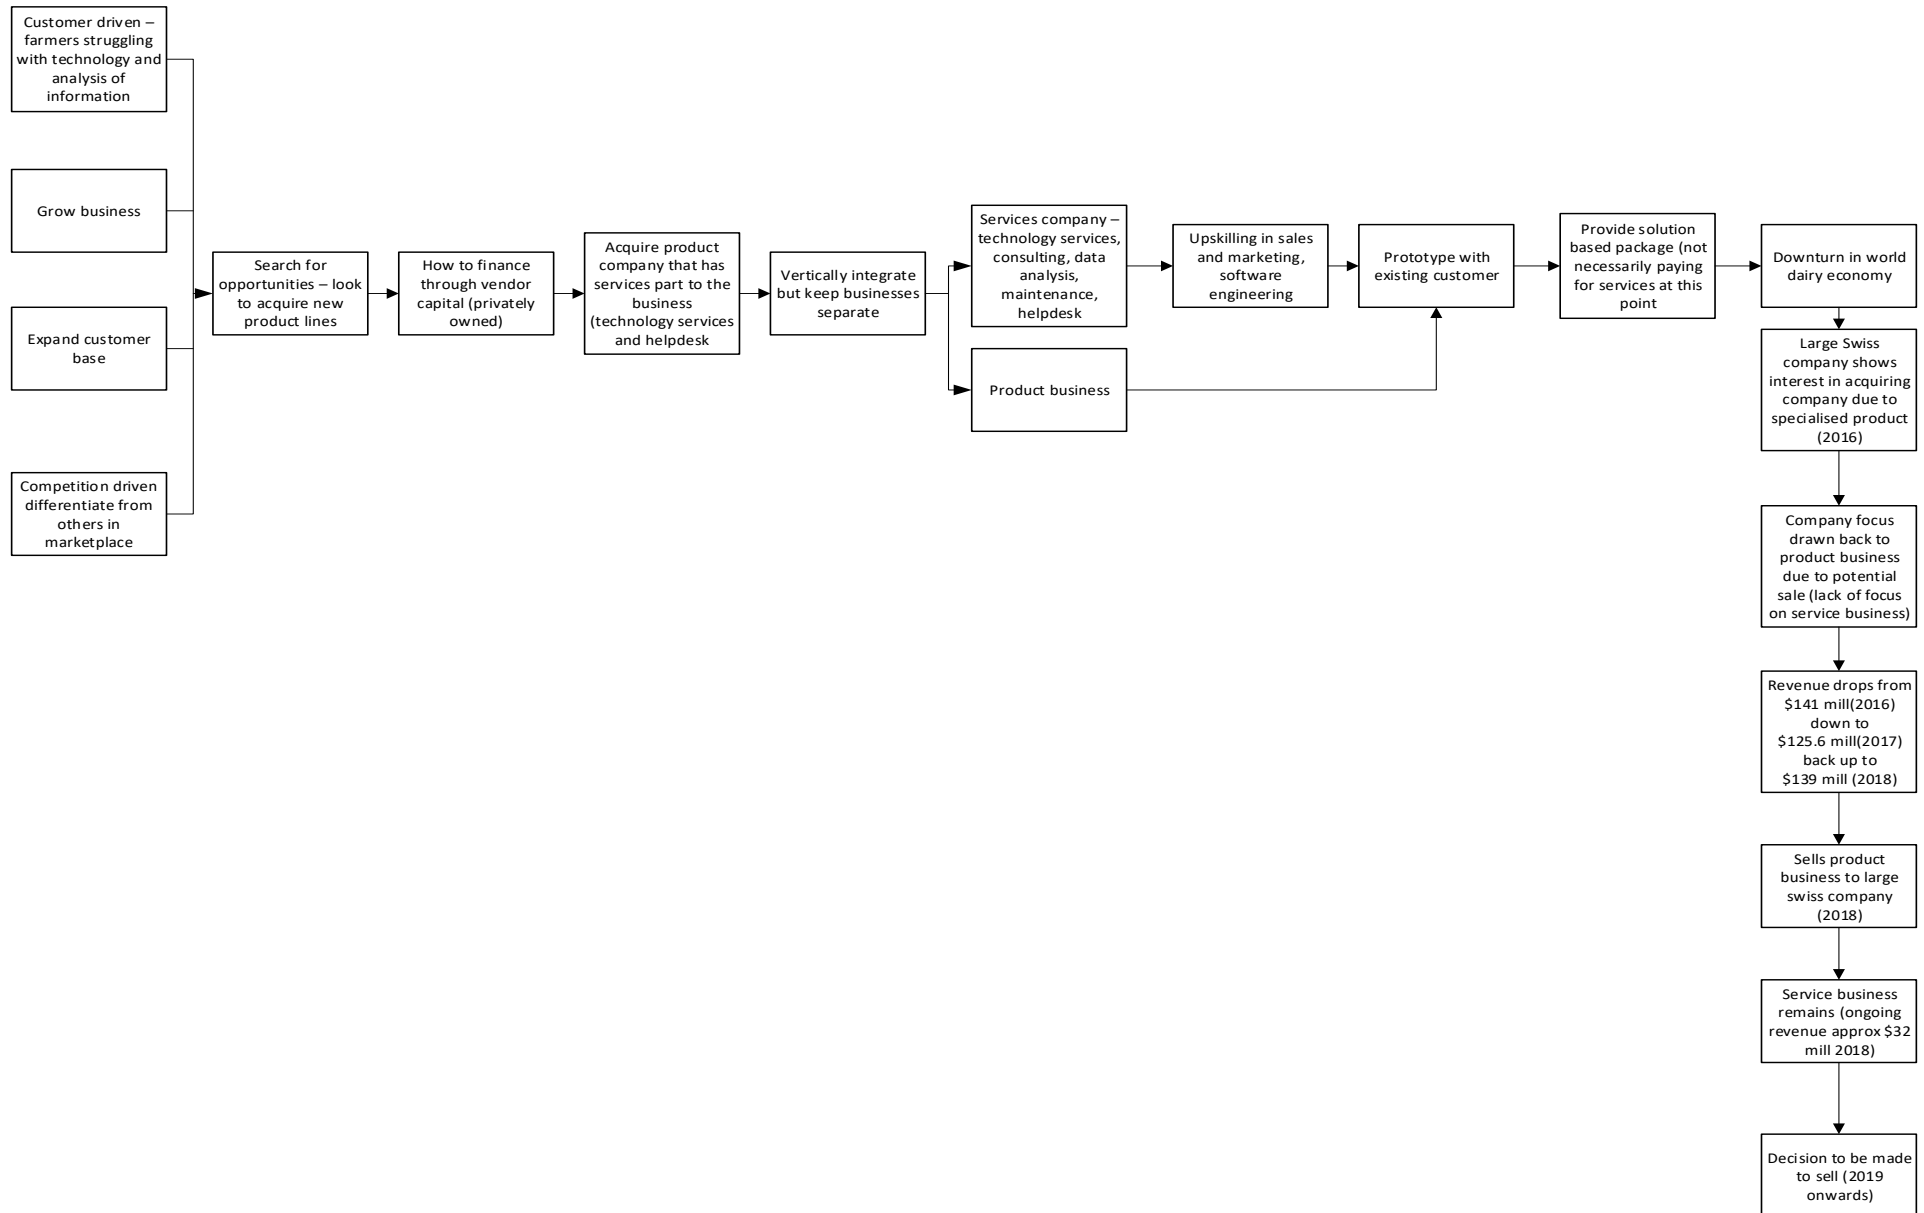 Customer driven –
farmers struggling
with technology and
analysis of
information
Grow business
Expand customer
base
Competition driven
differentiate from
others in
marketplace
Search for
opportunities – look
to acquire new
product lines
How to finance
through vendor
capital (privately
owned)
Acquire product
company that has
services part to the
business
(technology services
and helpdesk
Vertically integrate
but keep businesses
separate
Services company –
technology services,
consulting, data
analysis,
maintenance,
helpdesk
Product business
Upskilling in sales
and marketing,
software
engineering
Prototype with
existing customer
Provide solution
based package (not
necessarily paying
for services at this
point
Downturn in world
dairy economy
Large Swiss
company shows
interest in acquiring
company due to
specialised product
(2016)
Company focus
drawn back to
product business
due to potential
sale (lack of focus
on service business)
Revenue drops from
$141 mill(2016)
down to
$125.6 mill(2017)
back up to
$139 mill (2018)
Sells product
business to large
swiss company
(2018)
Service business
remains (ongoing
revenue approx $32
mill 2018)
Decision to be made
to sell (2019
onwards)